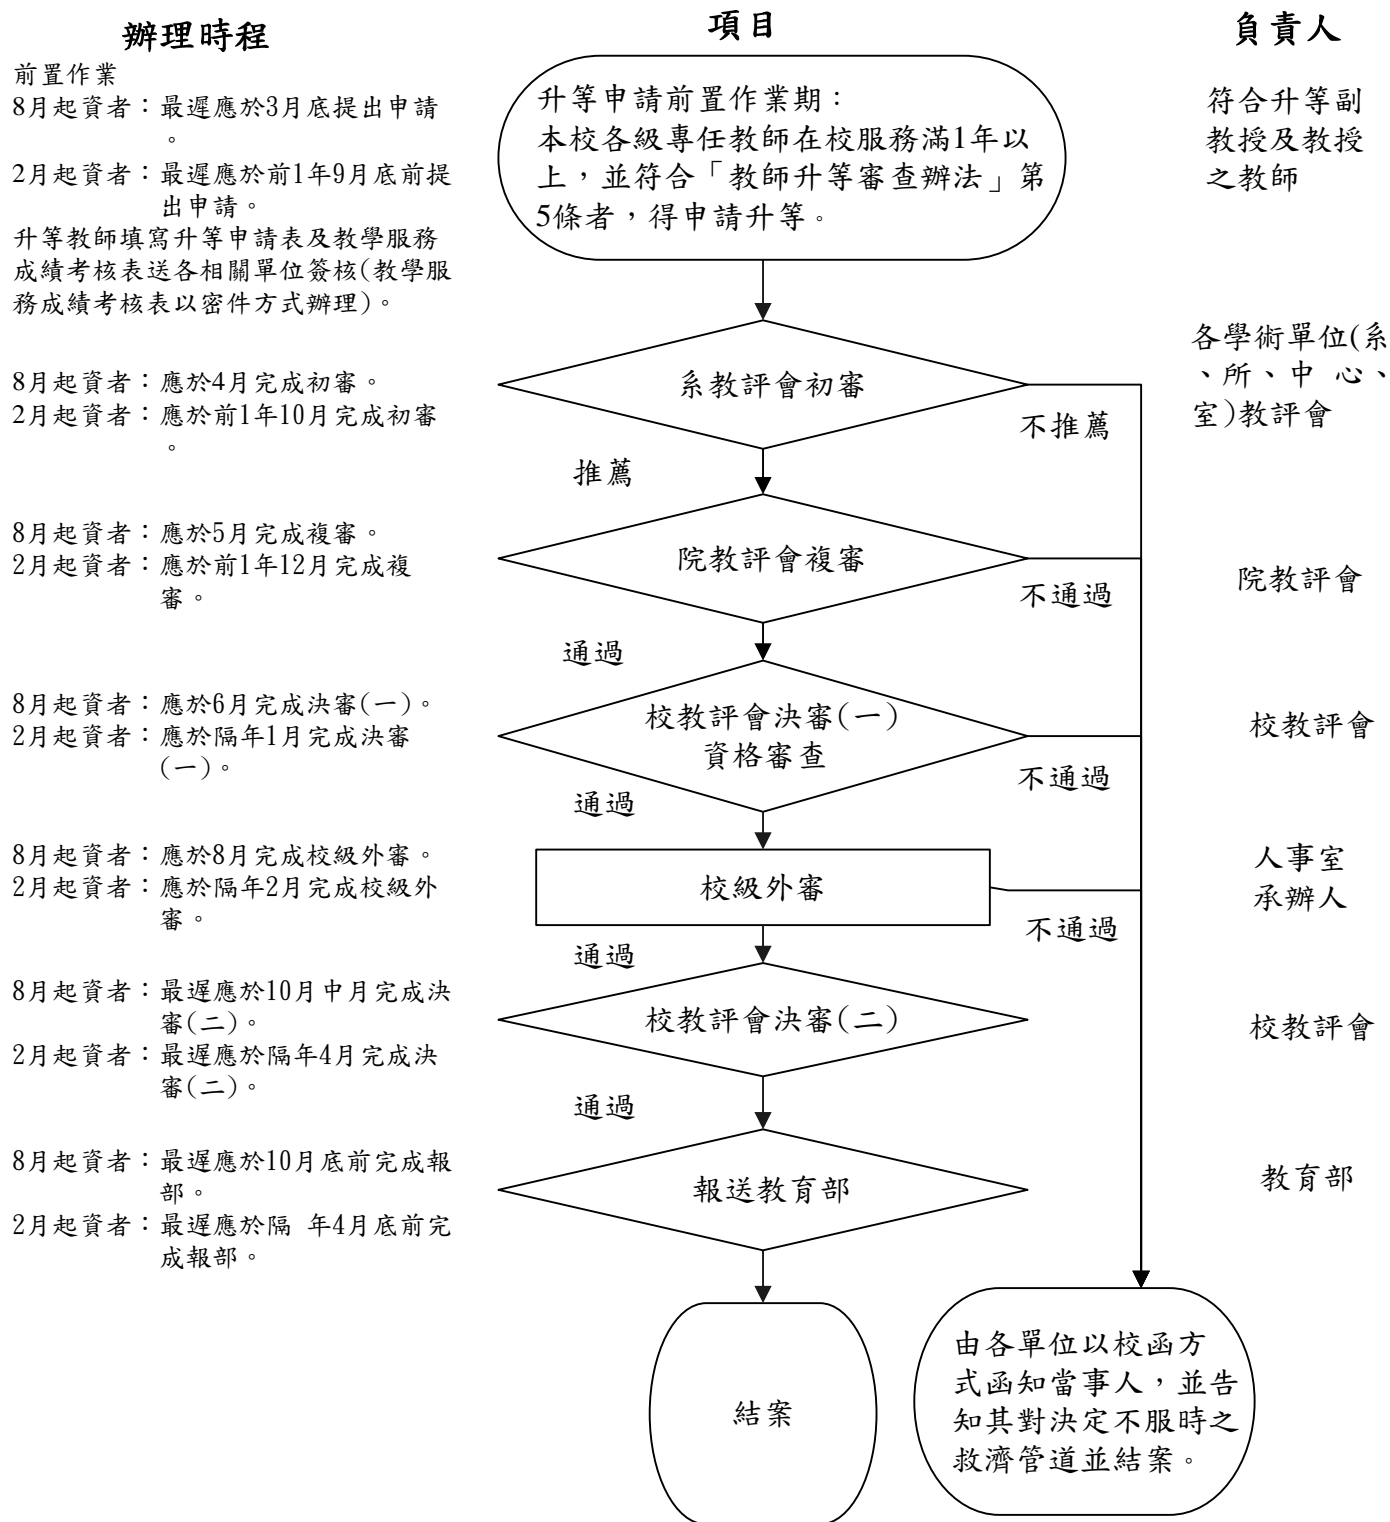 辦理時程
項目
負責人
前置作業
8月起資者：最遲應於3月底提出申請
。
2月起資者：最遲應於前1年9月底前提
出申請。
升等教師填寫升等申請表及教學服務
成績考核表送各相關單位簽核(教學服
務成績考核表以密件方式辦理)。
升等申請前置作業期：
本校各級專任教師在校服務滿1年以
上，並符合「教師升等審查辦法」第
5條者，得申請升等。
符合升等副
教授及教授
之教師
8月起資者：應於4月完成初審。
2月起資者：應於前1年10月完成初審
。
系教評會初審
不推薦
推薦
各學術單位(系
、所、中 心、
室)教評會
8月起資者：應於5月完成複審。
2月起資者：應於前1年12月完成複
審。
院教評會複審
不通過
通過
院教評會
8月起資者：應於6月完成決審(一)。
2月起資者：應於隔年1月完成決審
(一)。
校教評會決審(一)
資格審查
不通過
通過
校教評會
8月起資者：應於8月完成校級外審。
2月起資者：應於隔年2月完成校級外
審。
校級外審
不通過
通過
人事室
承辦人
8月起資者：最遲應於10月中月完成決
審(二)。
2月起資者：最遲應於隔年4月完成決
審(二)。
校教評會決審(二)
通過
校教評會
8月起資者：最遲應於10月底前完成報
部。
2月起資者：最遲應於隔 年4月底前完
成報部。
報送教育部
教育部
結案
由各單位以校函方
式函知當事人，並告
知其對決定不服時之
救濟管道並結案。